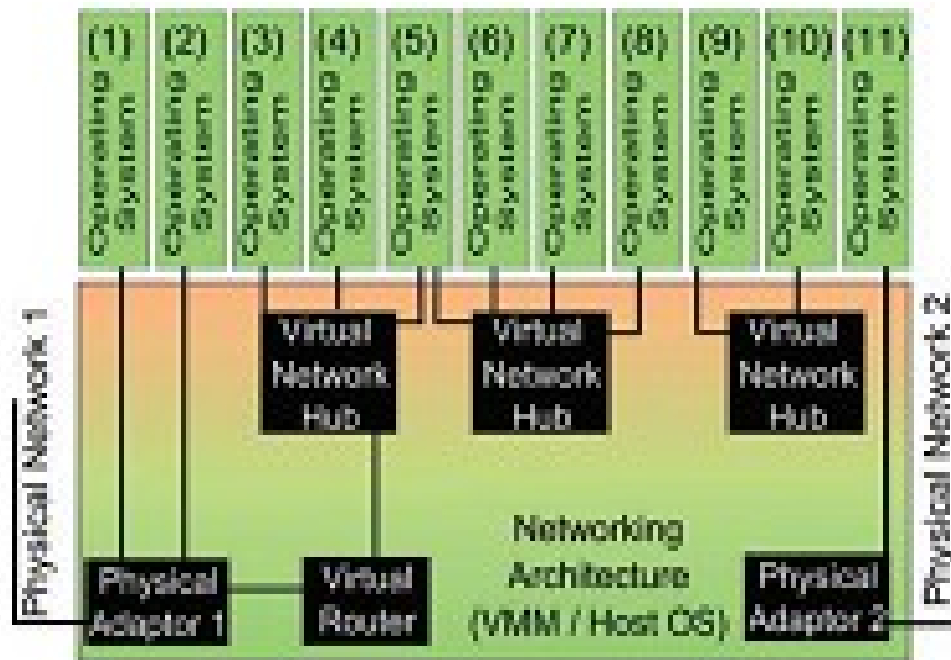 (1) (2) (3) (4) (5) (6) (7) (8) (9) (10) (11)
Operating
System
Operating
System
Operating
System
Operating
System
Operating
System
Operating
System
Operating
System
Operating
System
Operating
System
Operating
System
Operating
System
Physical Network 1
Virtual
Network
Hub
Virtual
Network
Hub
Virtual
Network
Hub
Physical Network 2
Physical
Adaptor 1
Virtual
Router
Networking
Architecture
(VMM / Host OS)
Physical
Adaptor 2